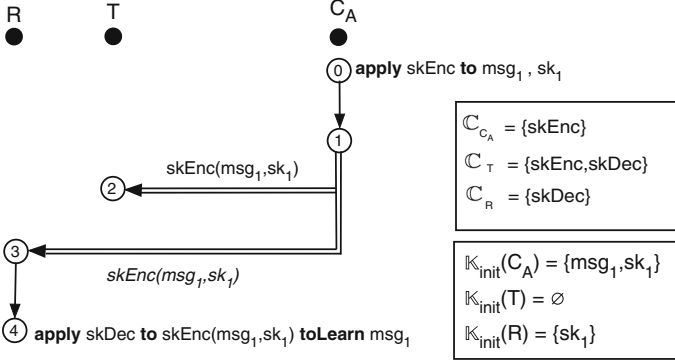 R T C_A
0 apply skEnc to msg_1 , sk_1
1
skEnc(msg_1,sk_1)
2
3
skEnc(msg_1,sk_1)
4 apply skDec to skEnc(msg_1,sk_1) toLearn msg_1
ℂ_{C_A} = {skEnc}
ℂ_T = {skEnc,skDec}
ℂ_R = {skDec}
𝕂_init(C_A) = {msg_1,sk_1}
𝕂_init(T) = ∅
𝕂_init(R) = {sk_1}